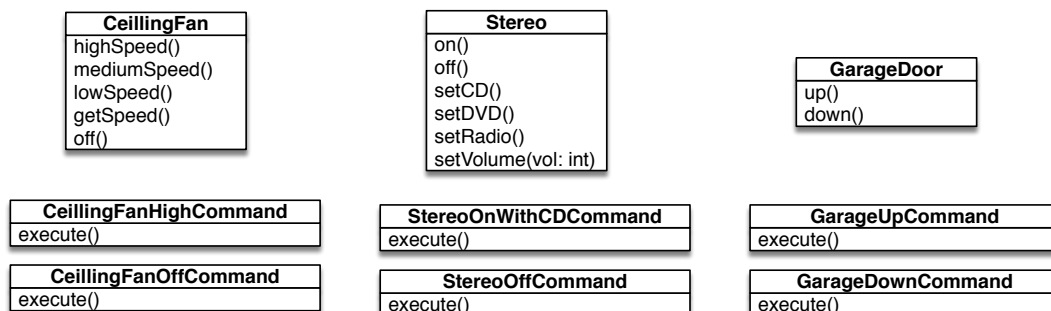 CeillingFan
highSpeed()
mediumSpeed()
lowSpeed()
getSpeed()
off()
Stereo
on()
off()
setCD()
setDVD()
setRadio()
setVolume(vol: int)
GarageDoor
up()
down()
CeillingFanHighCommand
execute()
StereoOnWithCDCommand
execute()
GarageUpCommand
execute()
CeillingFanOffCommand
execute()
StereoOffCommand
execute()
GarageDownCommand
execute()